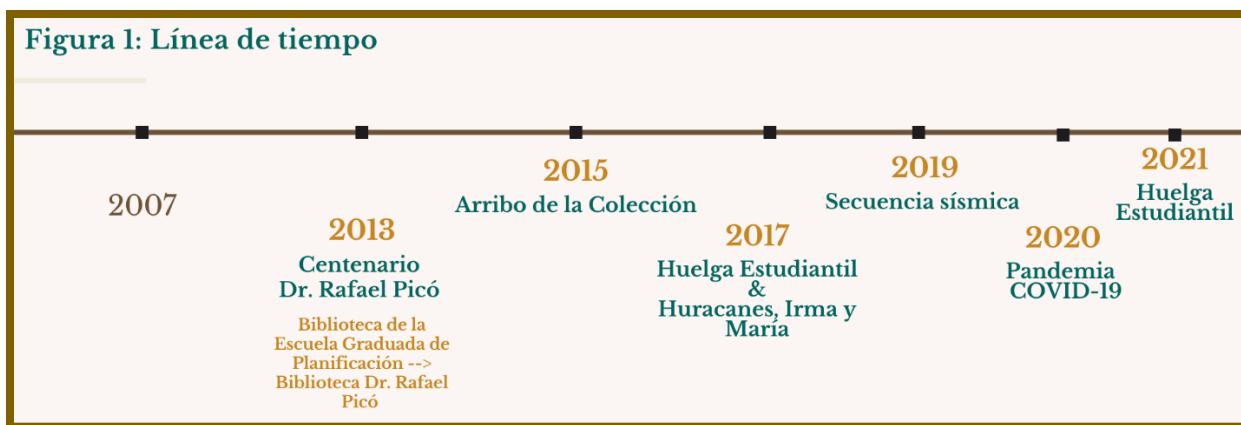 Figura 1: Línea de tiempo
2007
2013
Centenario
Dr. Rafael Picó
Biblioteca de la
Escuela Graduada de
Planificación -->
Biblioteca Dr. Rafael
Picó
2015
Arribo de la Colección
2017
Huelga Estudiantil
&
Huracanes, Irma y
María
2019
Secuencia sísmica
2020
Pandemia
COVID-19
2021
Huelga
Estudiantil